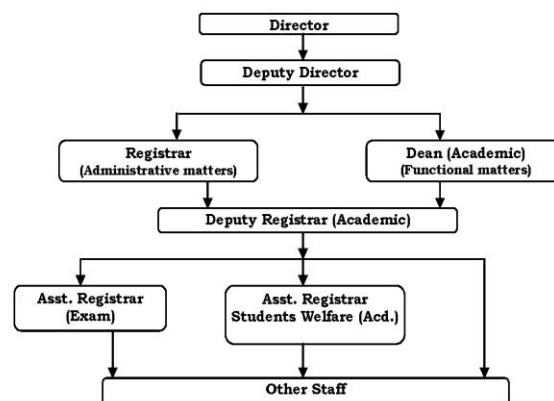 Director
Deputy Director
Registrar
(Administrative matters)
Dean (Academic)
(Functional matters)
Deputy Registrar (Academic)
Asst. Registrar
(Exam)
Asst. Registrar
Students Welfare (Acd.)
Other Staff